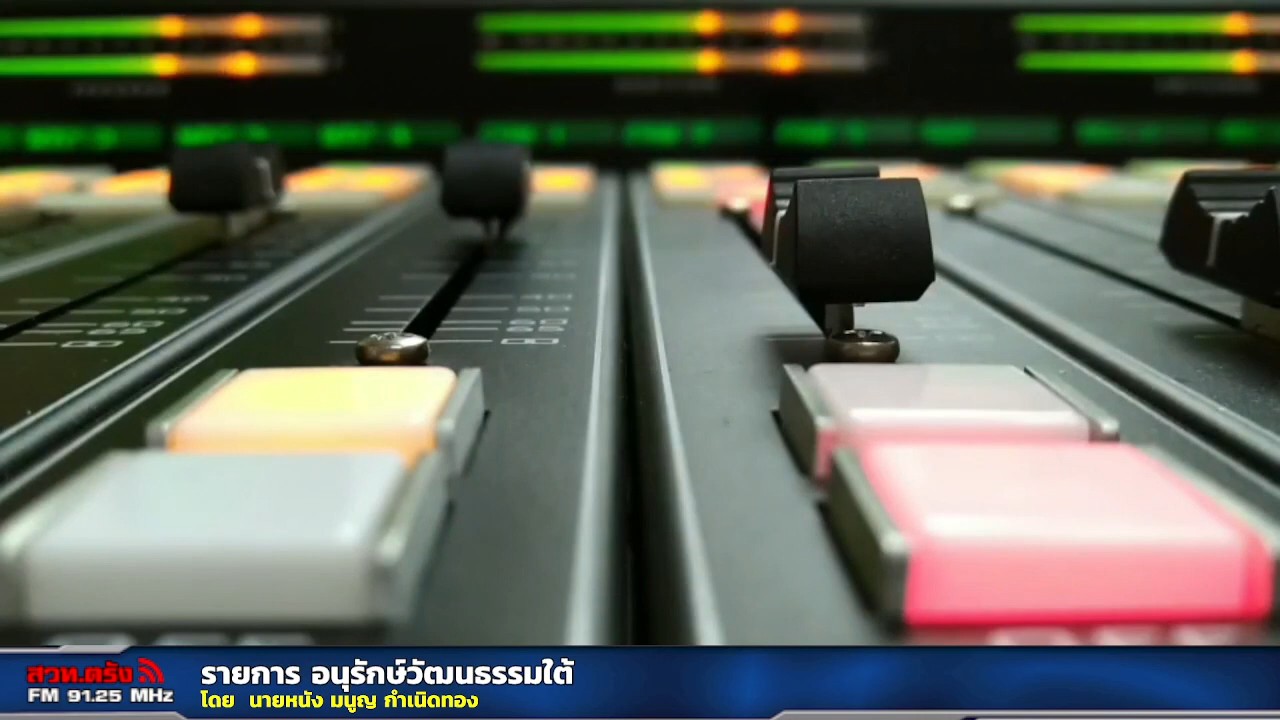 สวท.ตรัง
FM 91.25 MHz
รายการ อนุรักษ์วัฒนธรรมใต้
โดย นายหนัง มนูญ กำเนิดทอง